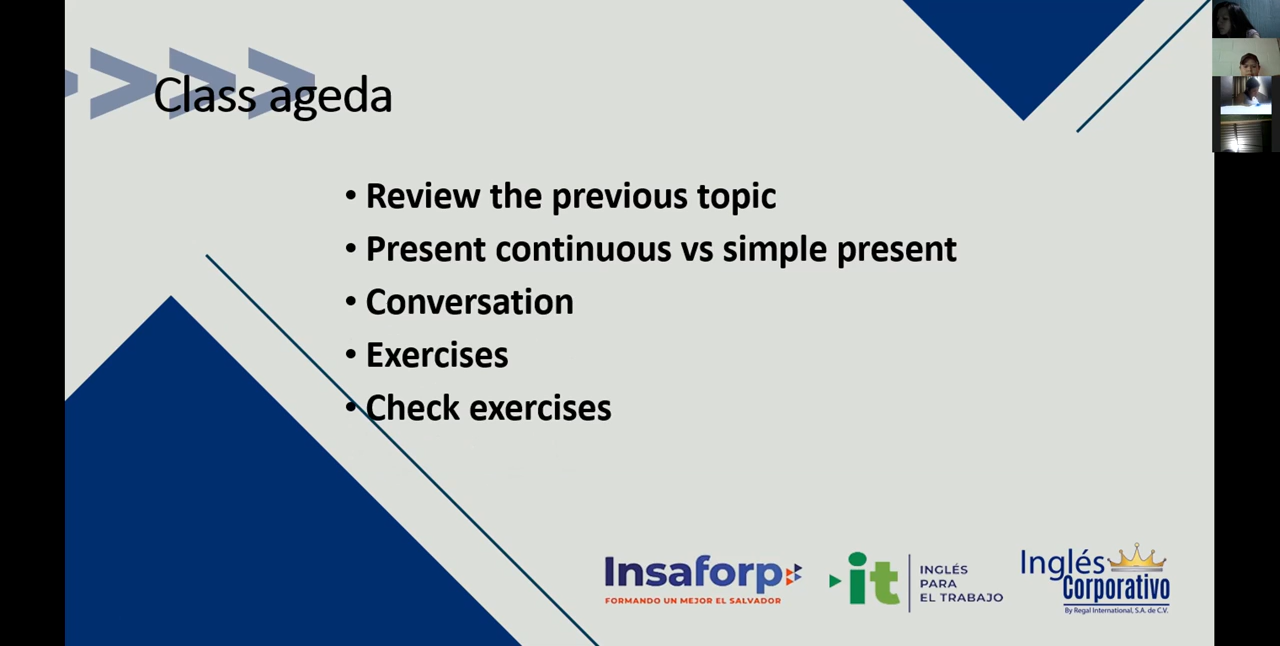 Class ageda
• Review the previous topic
• Present continuous vs simple present
• Conversation
• Exercises
• Check exercises
Insaforp
FORMANDO UN MEJOR EL SALVADOR
it
INGLÉS
PARA
EL TRABAJO
Inglés
Corporativo
By Regal International, S.A. de C.V.